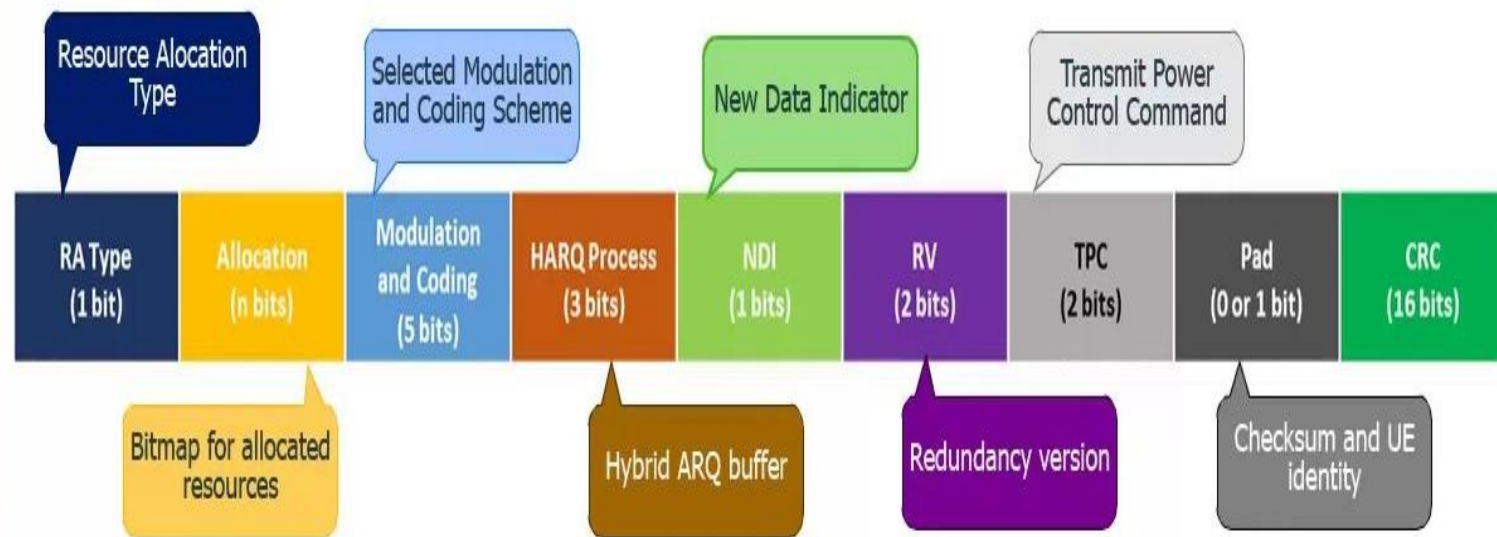 Resource Alocation
Type
Selected Modulation
and Coding Scheme
New Data Indicator
Transmit Power
Control Command
RA Type
(1 bit)
Allocation
(n bits)
Modulation
and Coding
(5 bits)
HARQ Process
(3 bits)
NDI
(1 bits)
RV
(2 bits)
TPC
(2 bits)
Pad
(0 or 1 bit)
CRC
(16 bits)
Bitmap for allocated
resources
Hybrid ARQ buffer
Redundancy version
Checksum and UE
identity